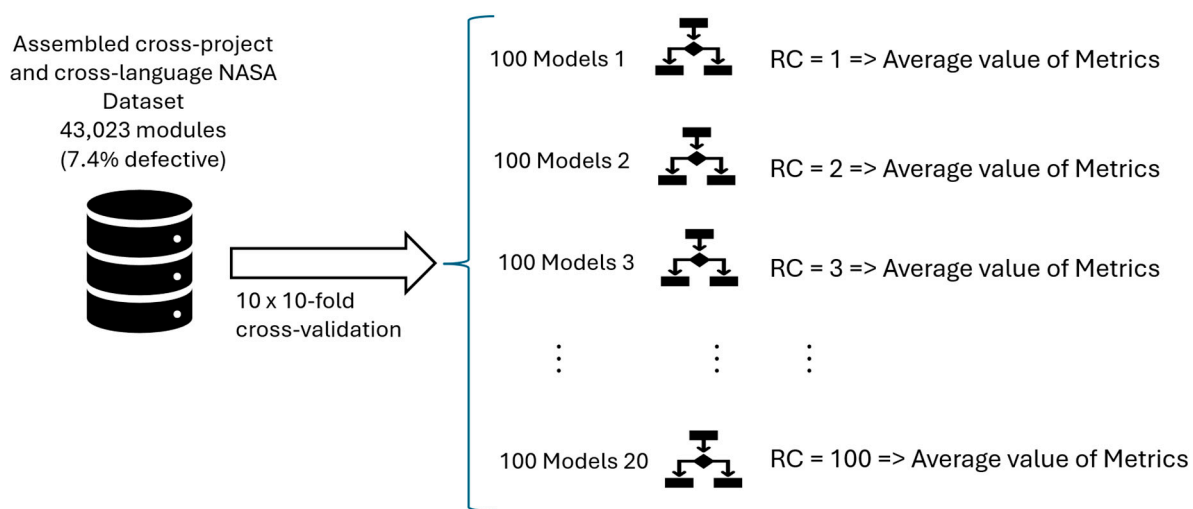 Assembled cross-project
and cross-language NASA
Dataset
43,023 modules
(7.4% defective)
10 x 10-fold
cross-validation
100 Models 1
RC = 1 => Average value of Metrics
100 Models 2
RC = 2 => Average value of Metrics
100 Models 3
RC = 3 => Average value of Metrics
100 Models 20
RC = 100 => Average value of Metrics